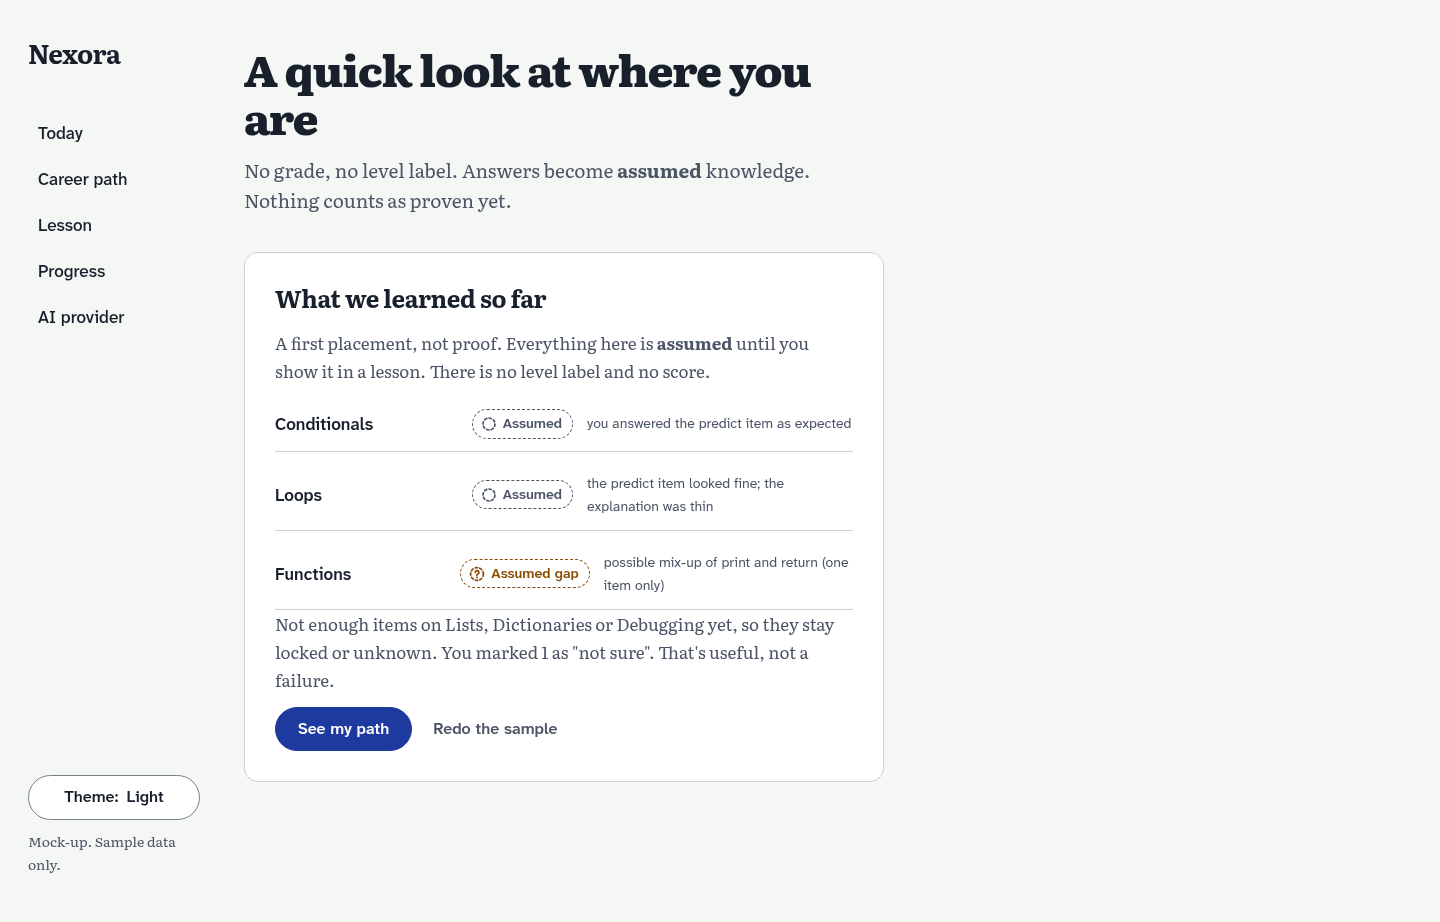 Nexora
Today
Career path
Lesson
Progress
AI provider
Theme: Light
Mock-up. Sample data
only.
A quick look at where you
are
No grade, no level label. Answers become assumed knowledge.
Nothing counts as proven yet.
What we learned so far
A first placement, not proof. Everything here is assumed until you
show it in a lesson. There is no level label and no score.
Conditionals Assumed you answered the predict item as expected
Loops Assumed the predict item looked fine; the
explanation was thin
Functions Assumed gap possible mix-up of print and return (one
item only)
Not enough items on Lists, Dictionaries or Debugging yet, so they stay
locked or unknown. You marked 1 as "not sure". That's useful, not a
failure.
See my path Redo the sample